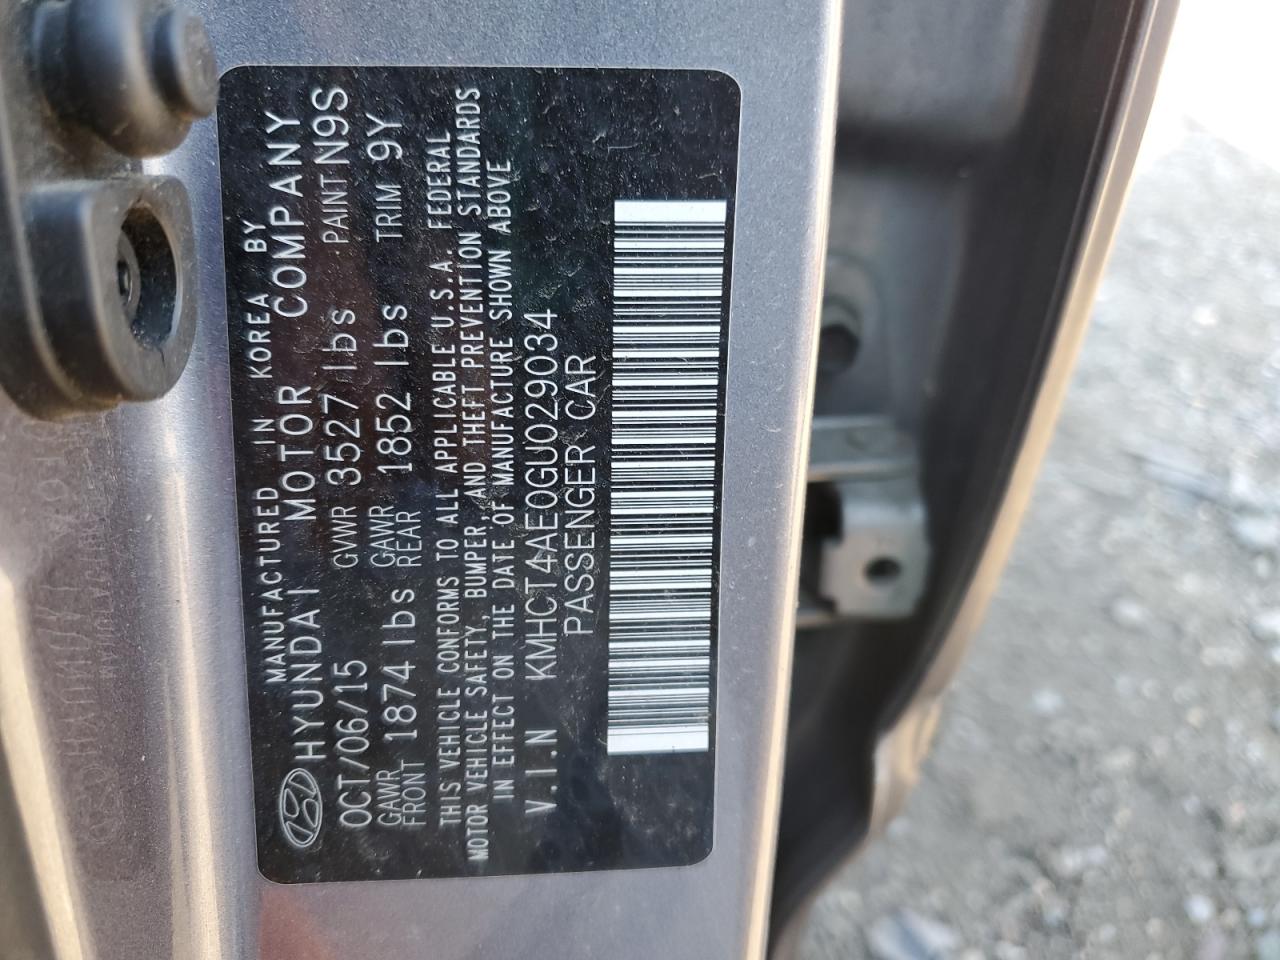 MANUFACTURED IN KOREA BY
HYUNDAI MOTOR COMPANY
OCT/06/15 GVWR 3527 lbs PAINT N9S
GAWR FRONT 1874 lbs GAWR REAR 1852 lbs TRIM 9Y
THIS VEHICLE CONFORMS TO ALL APPLICABLE U.S.A FEDERAL
MOTOR VEHICLE SAFETY, BUMPER, AND THEFT PREVENTION STANDARDS
IN EFFECT ON THE DATE OF MANUFACTURE SHOWN ABOVE
V.I.N KMHCT4AE0GU029034
PASSENGER CAR